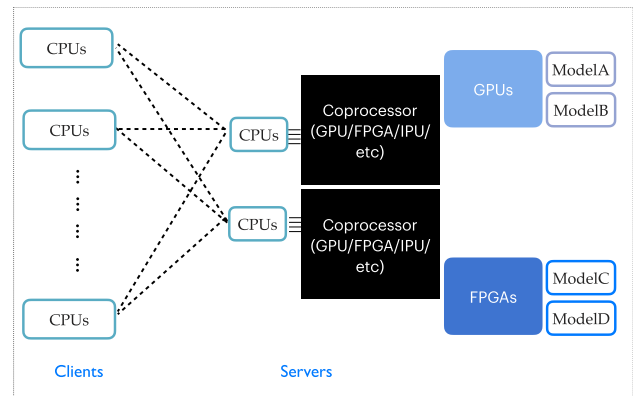 CPUs
CPUs
CPUs
Clients
CPUs
CPUs
Coprocessor
(GPU/FPGA/IPU/
etc)
Coprocessor
(GPU/FPGA/IPU/
etc)
Servers
GPUs
ModelA
ModelB
FPGAs
ModelC
ModelD